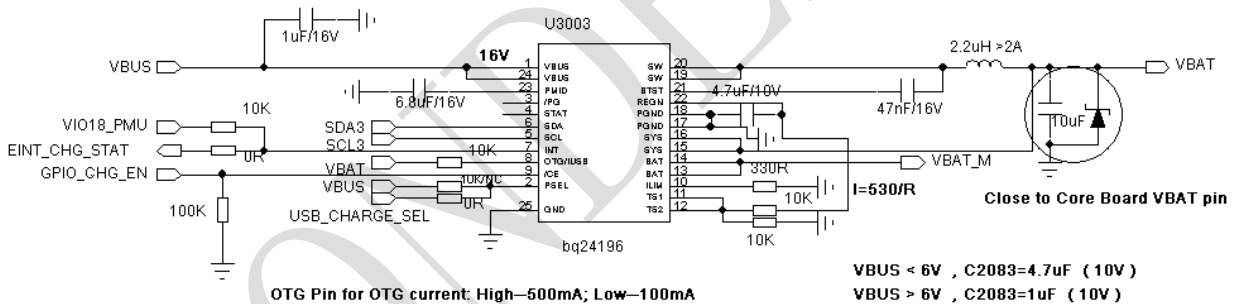 U3003
1uF/16V
VBUS
16V
1 VBUS
24 VBUS
23 PMID
3 /PG
4 STAT
6 SDA
5 SCL
7 INT
8 OTG/IUSB
9 /CE
2 PSEL
25 GND
SW 20
SW 19
BTST 21
REGN 22
PGND 18
PGND 17
SYS 16
SYS 15
BAT 14
BAT 13
ILIM 10
TS1 11
TS2 12
bq24196
6.8uF/16V
10K
VIO18_PMU
EINT_CHG_STAT
0R
GPIO_CHG_EN
100K
SDA3
SCL3
VBAT
10K
VBUS
10K/NC
0R
USB_CHARGE_SEL
2.2uH >2A
VBAT
4.7uF/10V
47nF/16V
10uF
VBAT_M
330R
I=530/R
10K
10K
Close to Core Board VBAT pin
OTG Pin for OTG current: High—500mA; Low—100mA
VBUS < 6V , C2083=4.7uF (10V)
VBUS > 6V , C2083=1uF (10V)